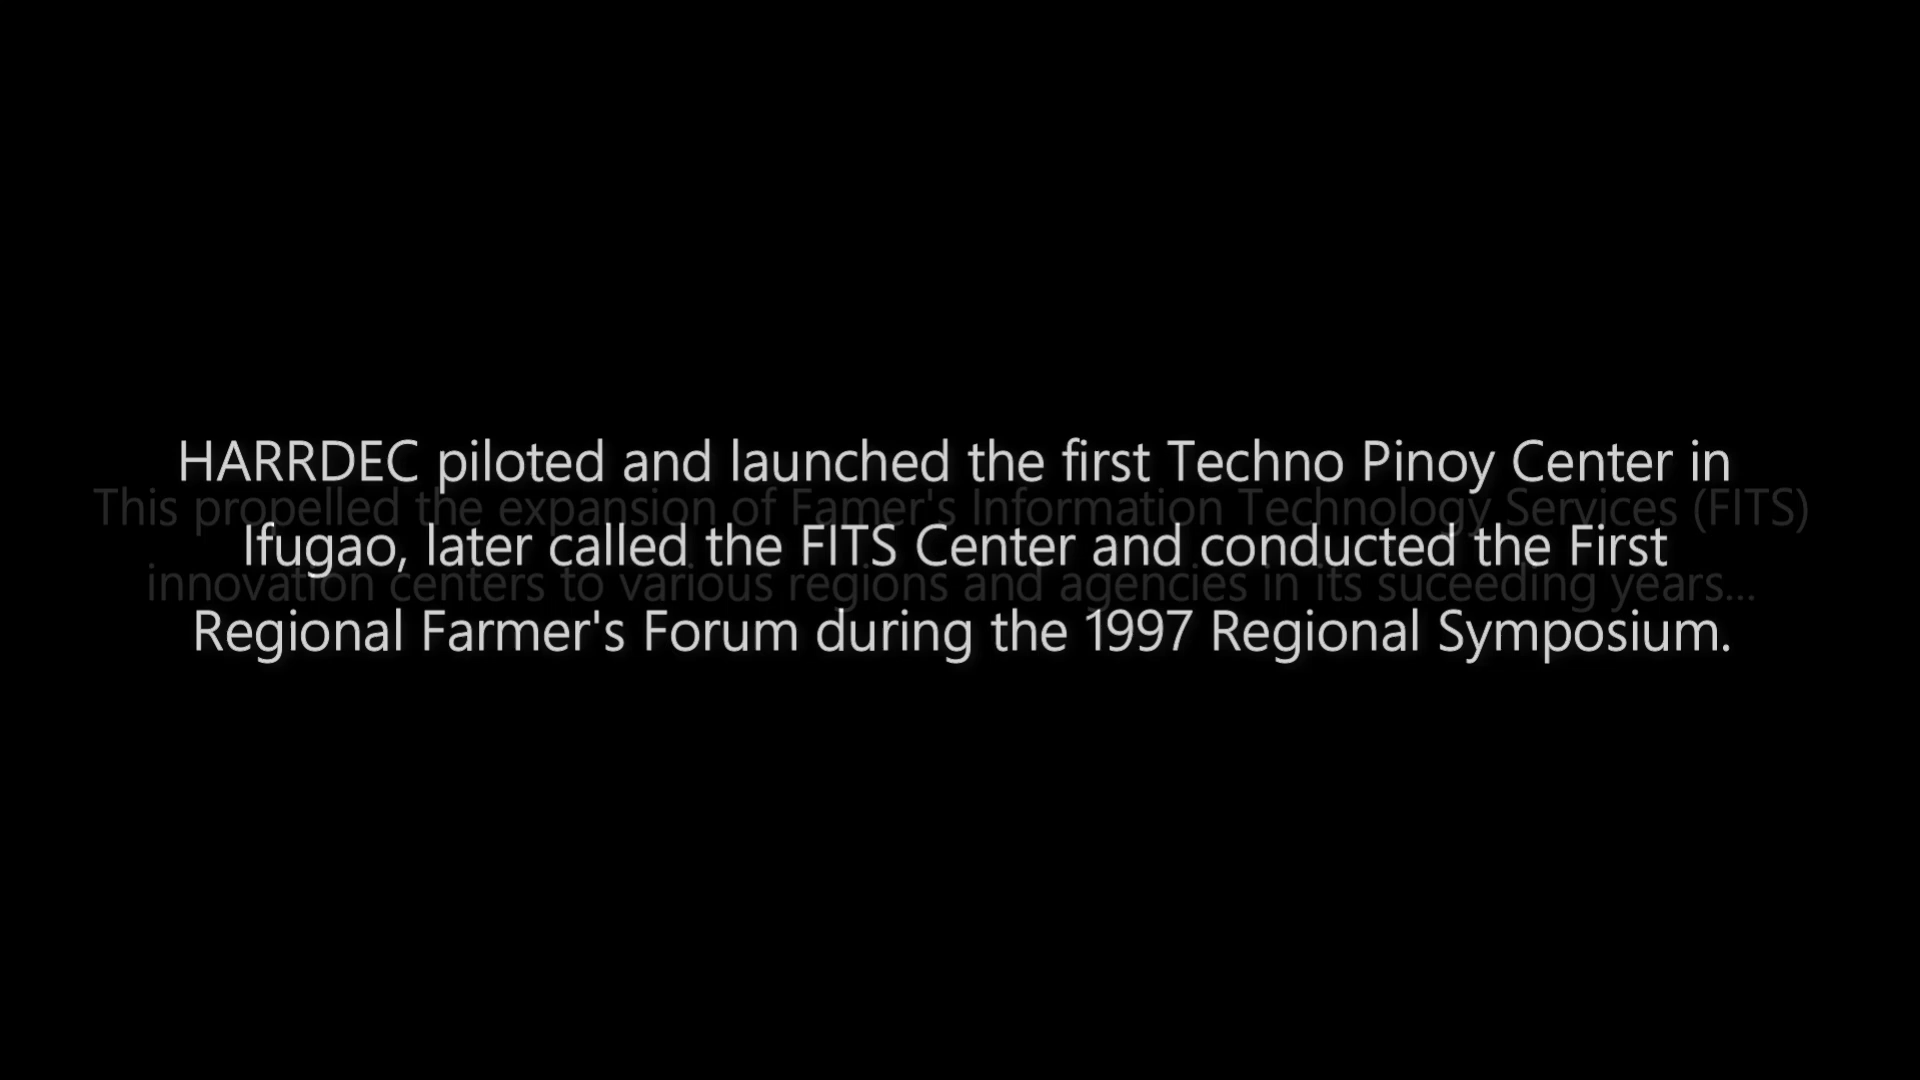 HARRDEC piloted and launched the first Techno Pinoy Center in
Ifugao, later called the FITS Center and conducted the First
Regional Farmer's Forum during the 1997 Regional Symposium.
This propelled the expansion of Famer's Information Technology Services (FITS)
innovation centers to various regions and agencies in its suceeding years...